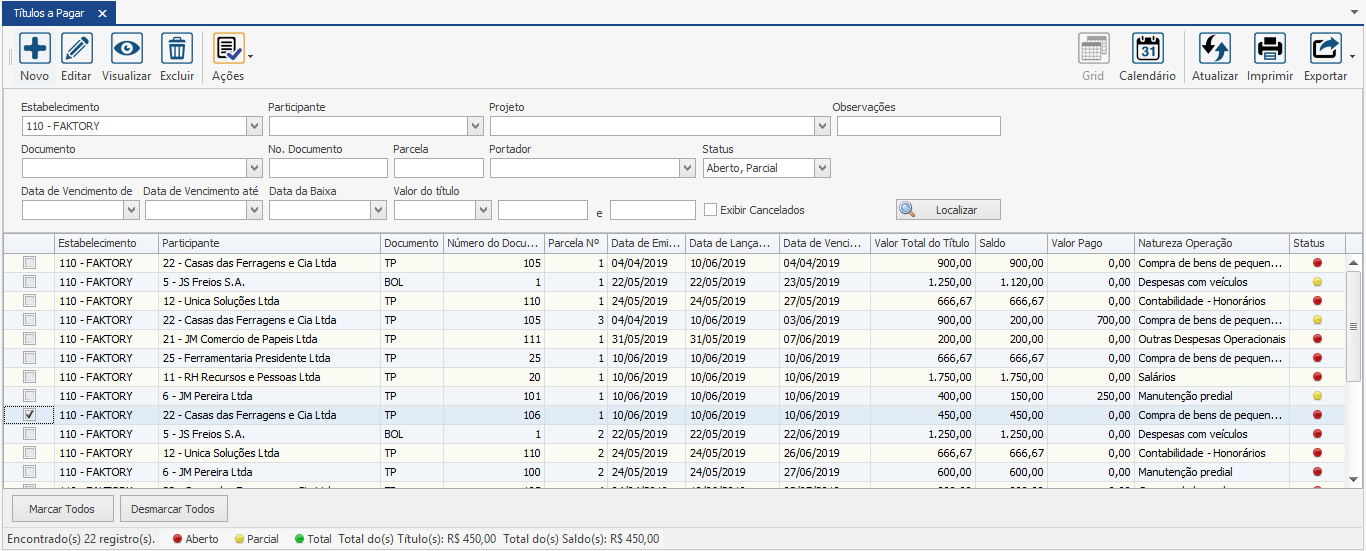 Títulos a Pagar
Novo Editar Visualizar Excluir Ações Grid 31 Calendário Atualizar Imprimir Exportar
Estabelecimento Participante Projeto Observações
110 - FAKTORY
Documento No. Documento Parcela Portador Status
Aberto, Parcial
Data de Vencimento de Data de Vencimento até Data da Baixa Valor do título
e Exibir Cancelados Localizar
Estabelecimento Participante Documento Número do Docu... Parcela Nº Data de Emi... Data de Lança... Data de Venci... Valor Total do Título Saldo Valor Pago Natureza Operação Status
110 - FAKTORY 22 - Casas das Ferragens e Cia Ltda TP 105 1 04/04/2019 10/06/2019 04/04/2019 900,00 900,00 0,00 Compra de bens de pequen...
110 - FAKTORY 5 - JS Freios S.A. BOL 1 1 22/05/2019 22/05/2019 23/05/2019 1.250,00 1.120,00 0,00 Despesas com veículos
110 - FAKTORY 12 - Unica Soluções Ltda TP 110 1 24/05/2019 24/05/2019 27/05/2019 666,67 666,67 0,00 Contabilidade - Honorários
110 - FAKTORY 22 - Casas das Ferragens e Cia Ltda TP 105 3 04/04/2019 10/06/2019 03/06/2019 900,00 200,00 700,00 Compra de bens de pequen...
110 - FAKTORY 21 - JM Comercio de Papeis Ltda TP 111 1 31/05/2019 31/05/2019 07/06/2019 200,00 200,00 0,00 Outras Despesas Operacionais
110 - FAKTORY 25 - Ferramentaria Presidente Ltda TP 25 1 10/06/2019 10/06/2019 10/06/2019 666,67 666,67 0,00 Compra de bens de pequen...
110 - FAKTORY 11 - RH Recursos e Pessoas Ltda TP 20 1 10/06/2019 10/06/2019 10/06/2019 1.750,00 1.750,00 0,00 Salários
110 - FAKTORY 6 - JM Pereira Ltda TP 101 1 10/06/2019 10/06/2019 10/06/2019 400,00 150,00 250,00 Manutenção predial
110 - FAKTORY 22 - Casas das Ferragens e Cia Ltda TP 106 1 10/06/2019 10/06/2019 10/06/2019 450,00 450,00 0,00 Compra de bens de pequen...
110 - FAKTORY 5 - JS Freios S.A. BOL 1 2 22/05/2019 22/05/2019 22/06/2019 1.250,00 1.250,00 0,00 Despesas com veículos
110 - FAKTORY 12 - Unica Soluções Ltda TP 110 2 24/05/2019 24/05/2019 26/06/2019 666,67 666,67 0,00 Contabilidade - Honorários
110 - FAKTORY 6 - JM Pereira Ltda TP 100 2 24/05/2019 24/05/2019 27/06/2019 600,00 600,00 0,00 Manutenção predial
Marcar Todos Desmarcar Todos
Encontrado(s) 22 registro(s). Aberto Parcial Total Total do(s) Título(s): R$ 450,00 Total do(s) Saldo(s): R$ 450,00